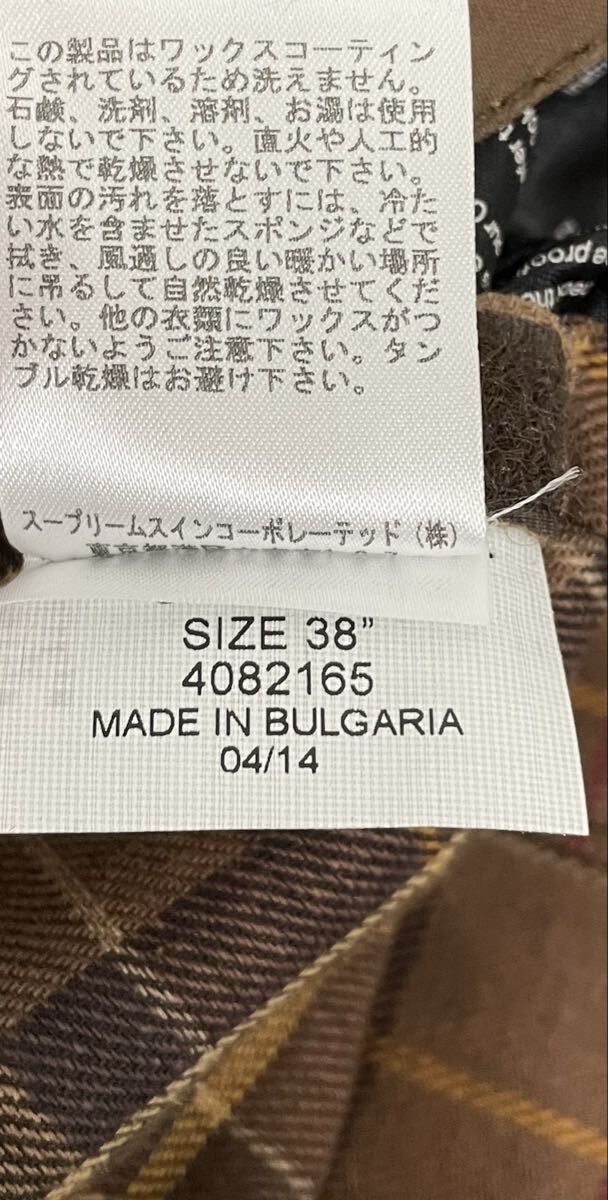 この製品はワックスコーティン
グされているため洗えません。
石鹸、洗剤、溶剤、お湯は使用
しないで下さい。直火や人工的
な熱で乾燥させないで下さい。
表面の汚れを落とすには、冷た
い水を含ませたスポンジなどで
拭き、風通しの良い暖かい場所
に吊るして自然乾燥させてくだ
さい。他の衣類にワックスがつ
かないようご注意下さい。タン
ブル乾燥はお避け下さい。
スープリームスインコーポレーテッド（株）
SIZE 38”
4082165
MADE IN BULGARIA
04/14